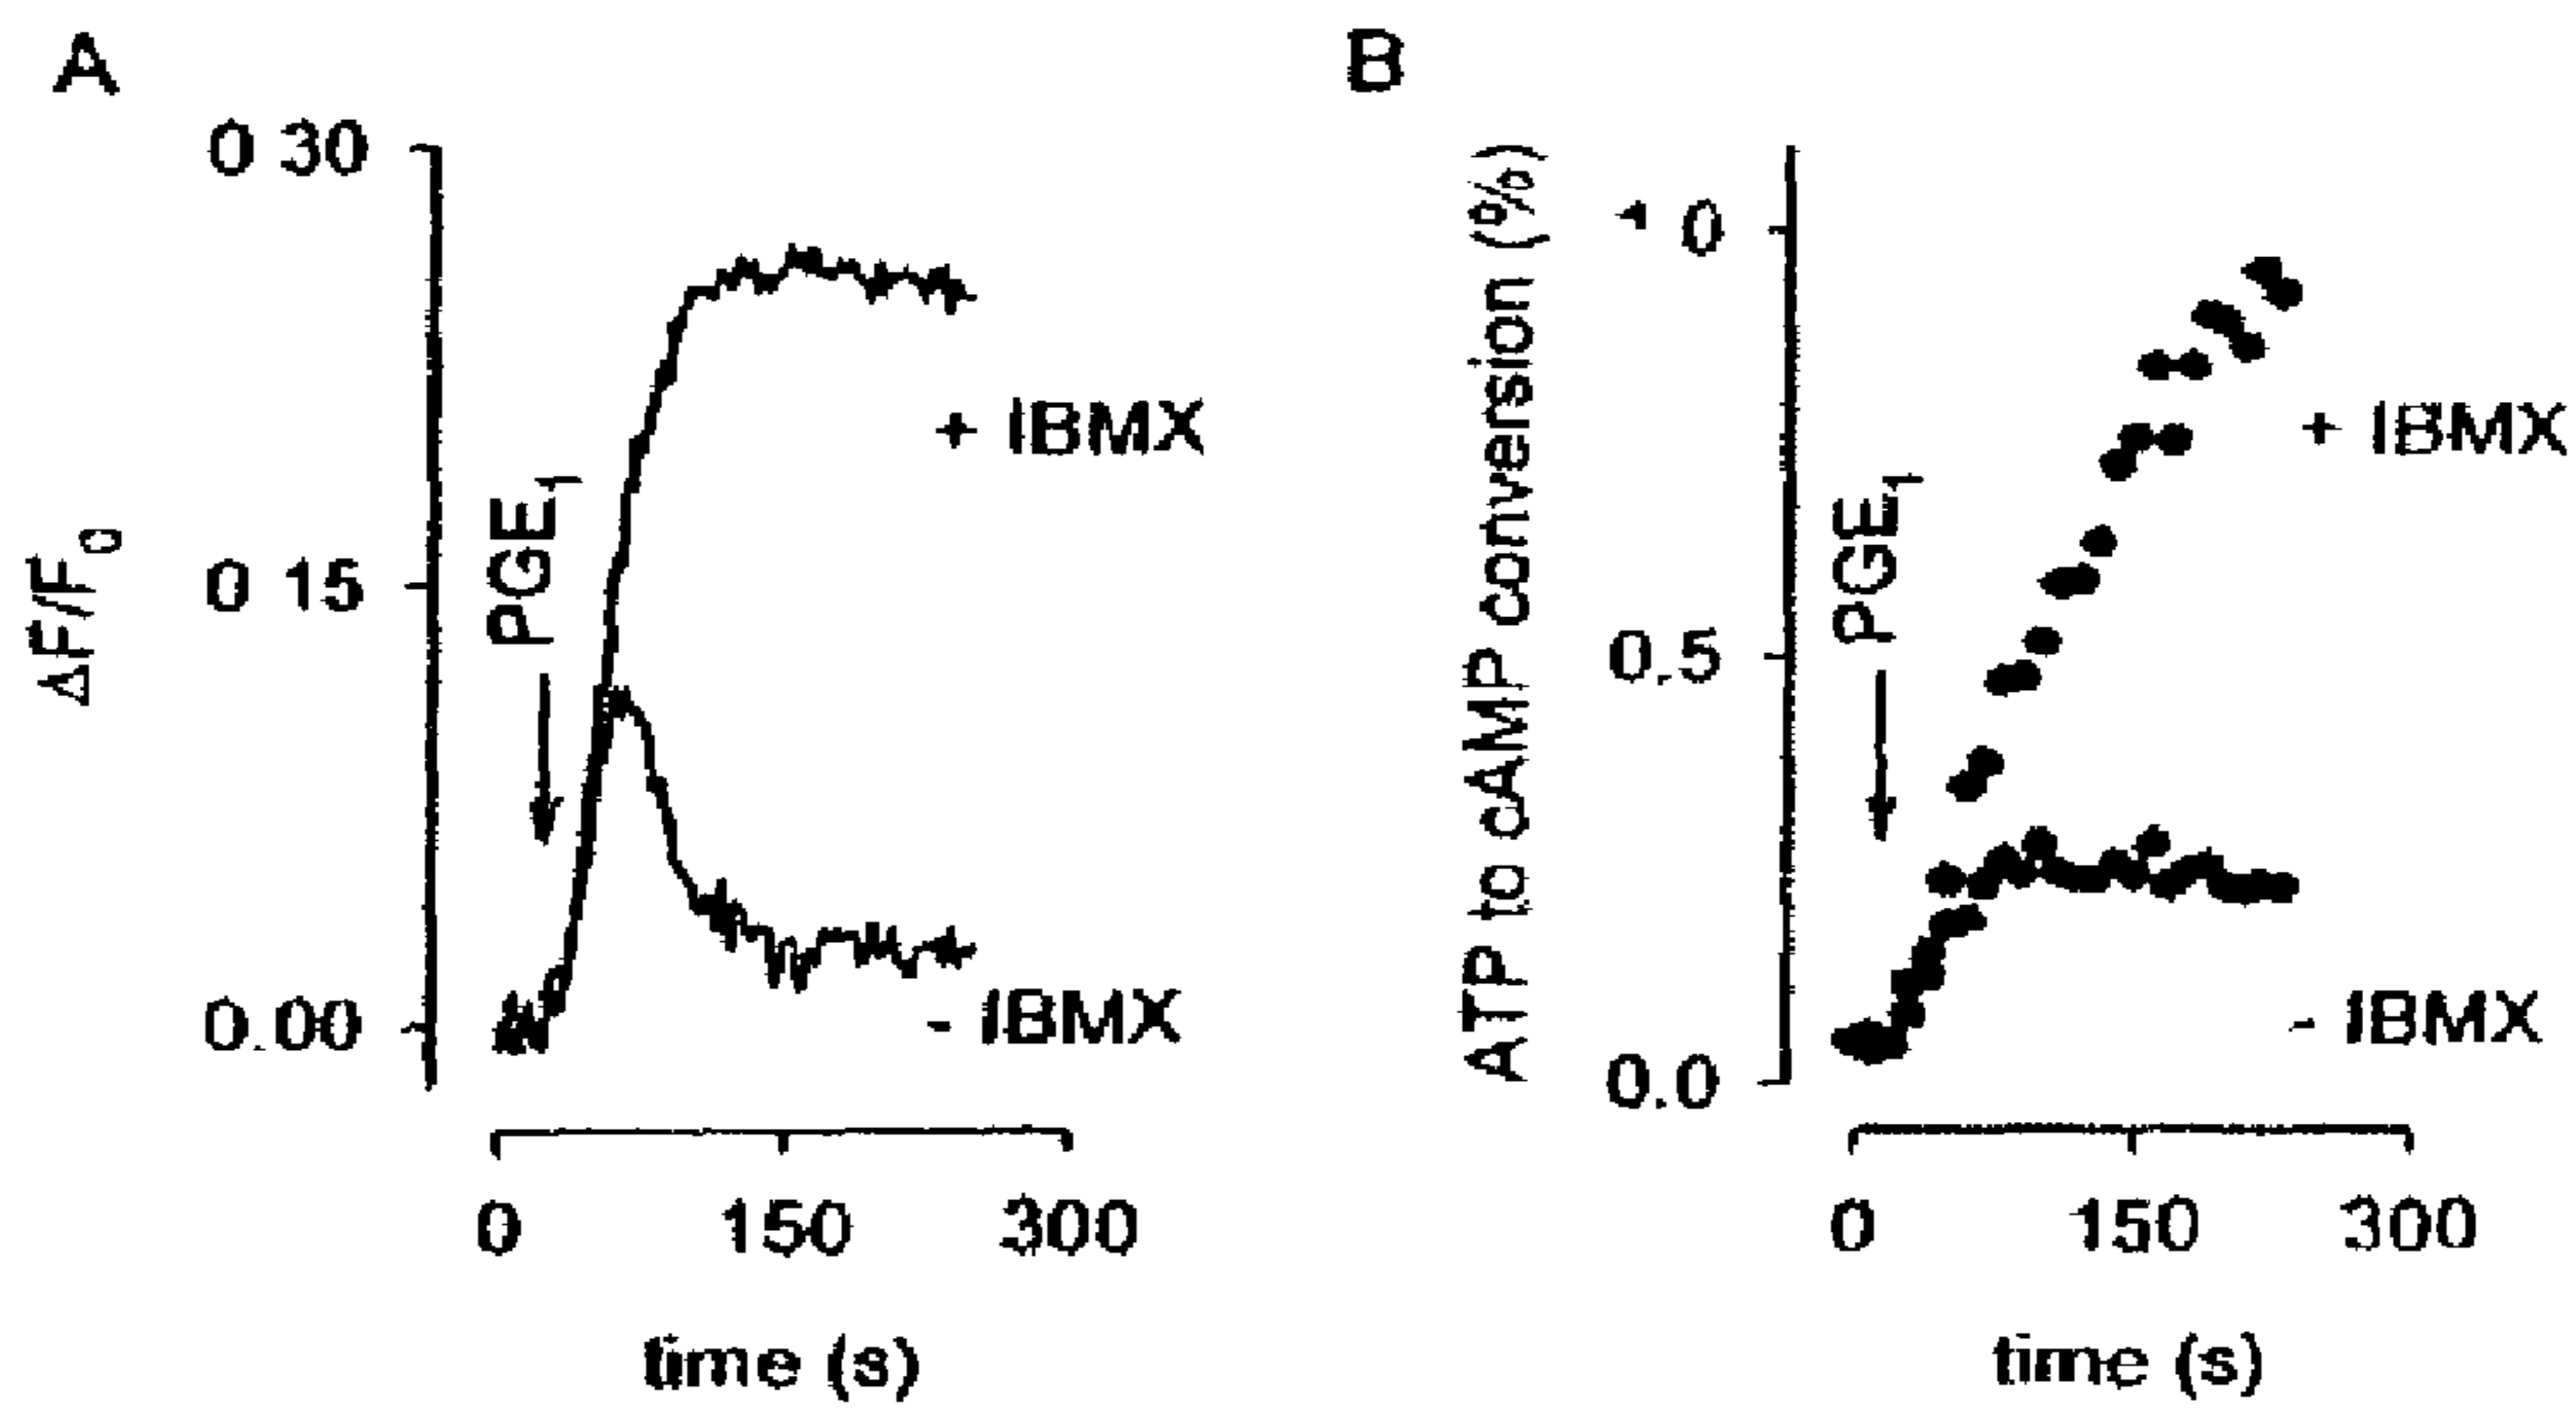 A
0 30
0 15
0.00
ΔF/F0
PGE1
+ IBMX
- IBMX
0 150 300
time (s)
B
ATP to cAMP conversion (%)
0
0.5
0.0
PGE1
+ IBMX
- IBMX
0 150 300
time (s)